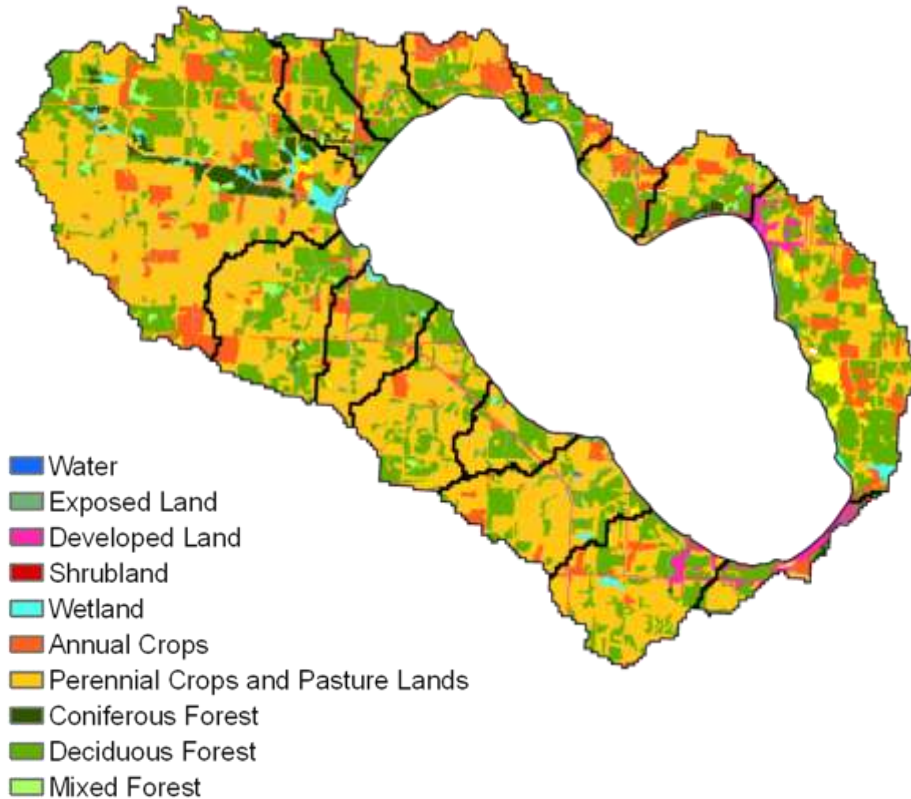 Water
Exposed Land
Developed Land
Shrubland
Wetland
Annual Crops
Perennial Crops and Pasture Lands
Coniferous Forest
Deciduous Forest
Mixed Forest